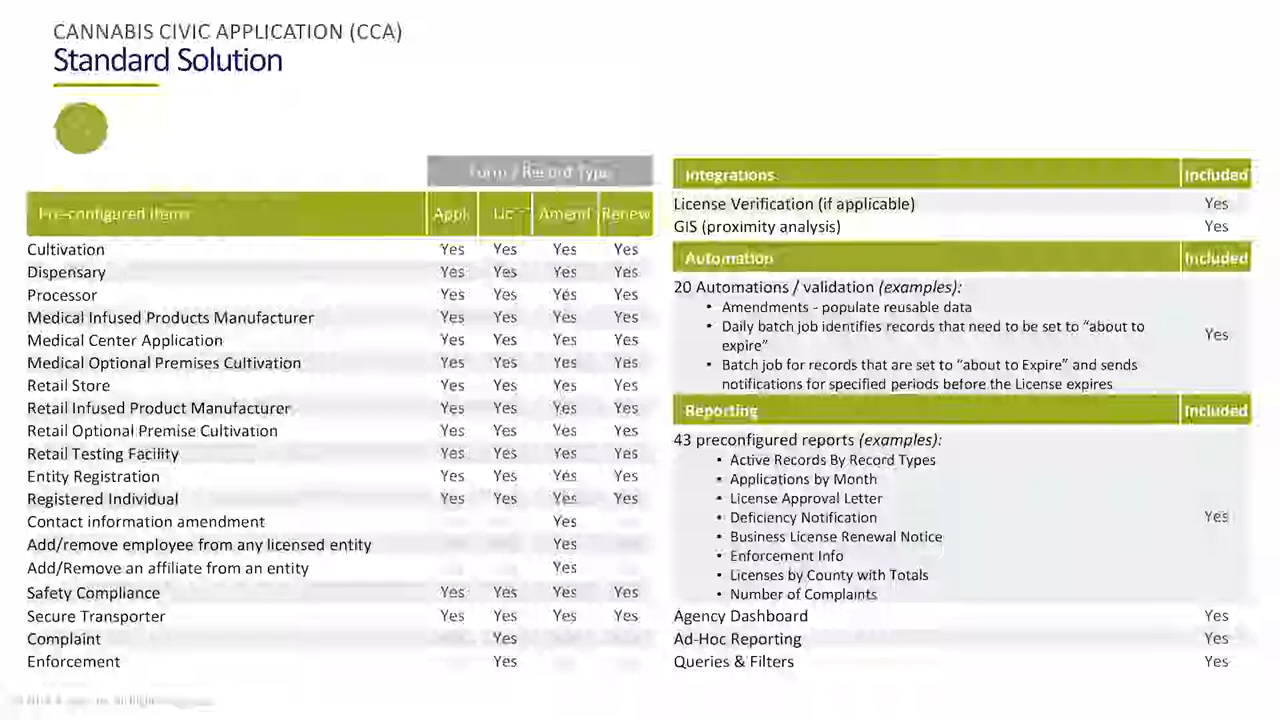 CANNABIS CIVIC APPLICATION (CCA)
Standard Solution
Form / Record Type
Pre-configured Items Appl Lic Amend Renew
Cultivation Yes Yes Yes Yes
Dispensary Yes Yes Yes Yes
Processor Yes Yes Yes Yes
Medical Infused Products Manufacturer Yes Yes Yes Yes
Medical Center Application Yes Yes Yes Yes
Medical Optional Premises Cultivation Yes Yes Yes Yes
Retail Store Yes Yes Yes Yes
Retail Infused Product Manufacturer Yes Yes Yes Yes
Retail Optional Premise Cultivation Yes Yes Yes Yes
Retail Testing Facility Yes Yes Yes Yes
Entity Registration Yes Yes Yes Yes
Registered Individual Yes Yes Yes Yes
Contact information amendment Yes
Add/remove employee from any licensed entity Yes
Add/Remove an affiliate from an entity Yes
Safety Compliance Yes Yes Yes Yes
Secure Transporter Yes Yes Yes Yes
Complaint Yes
Enforcement Yes
Integrations Included
License Verification (if applicable) Yes
GIS (proximity analysis) Yes
Automation Included
20 Automations / validation (examples):
• Amendments - populate reusable data
• Daily batch job identifies records that need to be set to “about to
expire”
Yes
• Batch job for records that are set to “about to Expire” and sends
notifications for specified periods before the License expires
Reporting Included
43 preconfigured reports (examples):
• Active Records By Record Types
• Applications by Month
• License Approval Letter
• Deficiency Notification Yes
• Business License Renewal Notice
• Enforcement Info
• Licenses by County with Totals
• Number of Complaints
Agency Dashboard Yes
Ad-Hoc Reporting Yes
Queries & Filters Yes